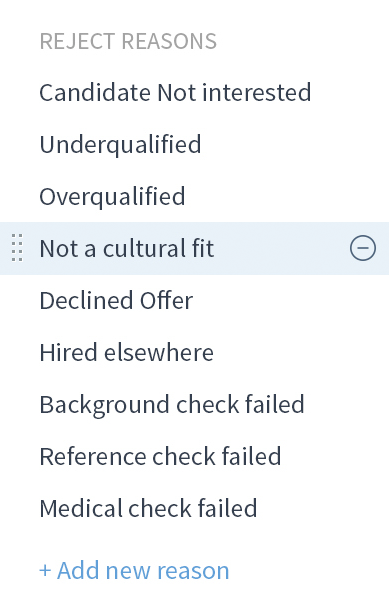 REJECT REASONS
Candidate Not interested
Underqualified
Overqualified
Not a cultural fit
Declined Offer
Hired elsewhere
Background check failed
Reference check failed
Medical check failed
+ Add new reason